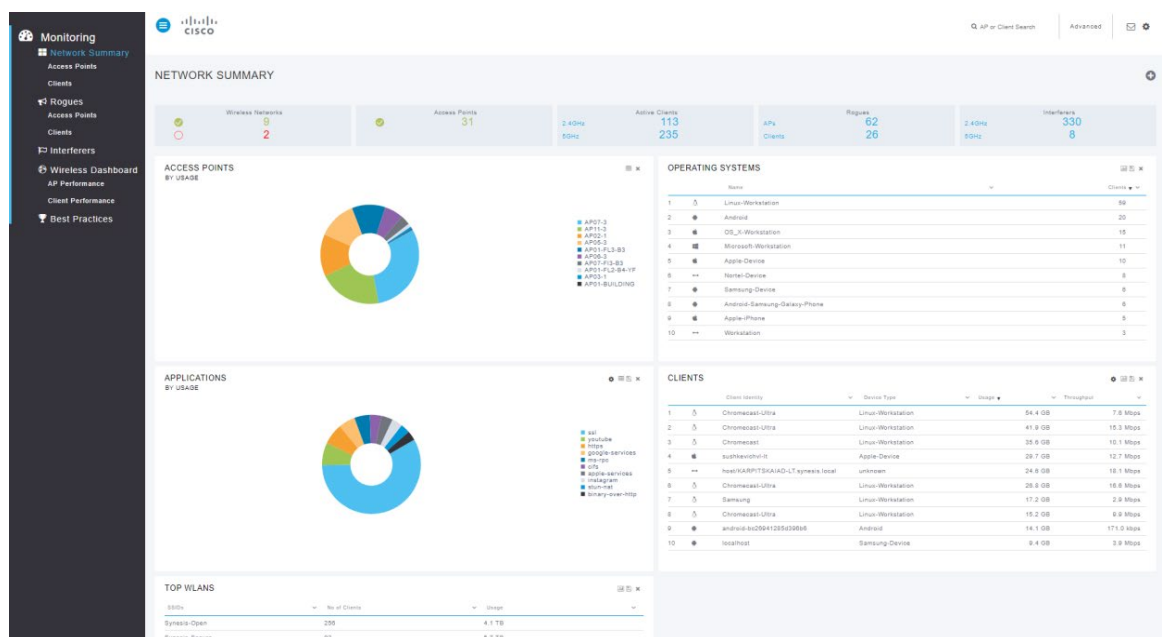 Monitoring
Network Summary
Access Points
Clients
Rogues
Access Points
Clients
Interferers
Wireless Dashboard
AP Performance
Client Performance
Best Practices
CISCO
AP or Client Search
Advanced
NETWORK SUMMARY
Wireless Networks
9
2
Access Points
31
Active Clients
2.4GHz 113
5GHz 235
Rogues
APs 62
Clients 26
Interferers
2.4GHz 330
5GHz 8
ACCESS POINTS
BY USAGE
AP07-3
AP11-2
AP02-1
AP05-3
AP01-FL3-B3
AP06-3
AP07-Fl3-B3
AP01-FL2-B4-YF
AP03-1
AP01-BUILDING
OPERATING SYSTEMS
Name Clients
1 Linux-Workstation
2 Android 20
3 OS_X-Workstation 15
4 Microsoft-Workstation 11
5 Apple-Device 10
6 Nortel-Device
7 Samsung-Device
8 Android-Samsung-Galaxy-Phone
9 Apple-iPhone 5
10 Workstation 3
APPLICATIONS
BY USAGE
ssl
youtube
https
google-services
ms-rpc
cifs
apple-services
instagram
stun-nat
binary-over-http
CLIENTS
Client Identity Device Type Usage Throughput
1 Chromecast-Ultra Linux-Workstation 54.4 GB 7.6 Mbps
2 Chromecast-Ultra Linux-Workstation 41.9 GB 15.3 Mbps
3 Chromecast Linux-Workstation 35.6 GB 10.1 Mbps
4 sushkevichvl-lt Apple-Device 29.7 GB 12.7 Mbps
5 host/KARPITSKAIAD-LT.synesis.local unknown 24.6 GB 18.1 Mbps
6 Chromecast-Ultra Linux-Workstation 16.6 Mbps
7 Samsung Linux-Workstation 17.2 GB 2.9 Mbps
8 Chromecast-Ultra Linux-Workstation 15.2 GB 9.9 Mbps
9 Android 14.1 GB 171.0 kbps
10 localhost Samsung-Device 9.4 GB 3.9 Mbps
TOP WLANS
SSIDs No of Clients Usage
Synesis-Open 256 4.1 TB